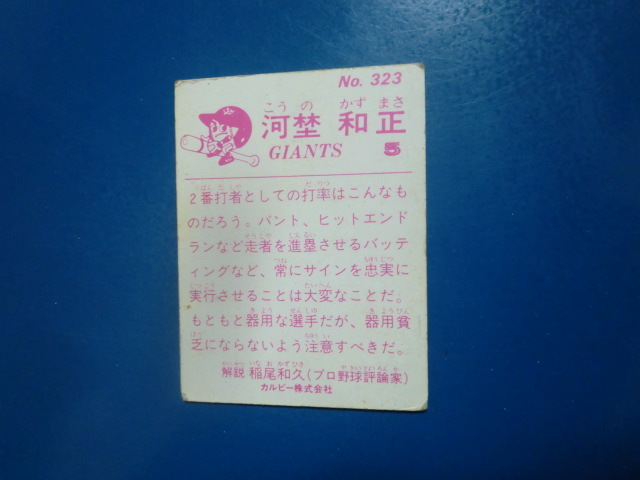 No. 323
こうの かずまさ
河埜 和正
GIANTS 5
2番打者としての打率はこんなも
のだろう。バント、ヒットエンド
ランなど走者を進塁させるバッテ
ィングなど、常にサインを忠実に
実行させることは大変なことだ。
もともと器用な選手だが、器用貧
乏にならないよう注意すべきだ。
解説 稲尾和久(プロ野球評論家)
カルビー株式会社